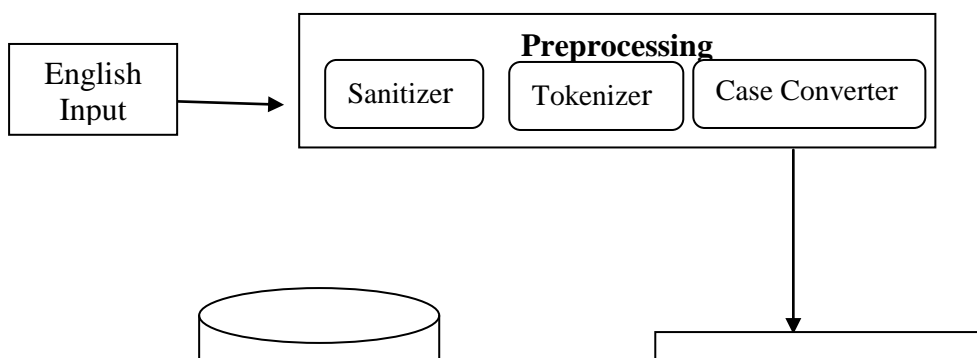 Preprocessing
English
Input
Sanitizer
Tokenizer
Case Converter